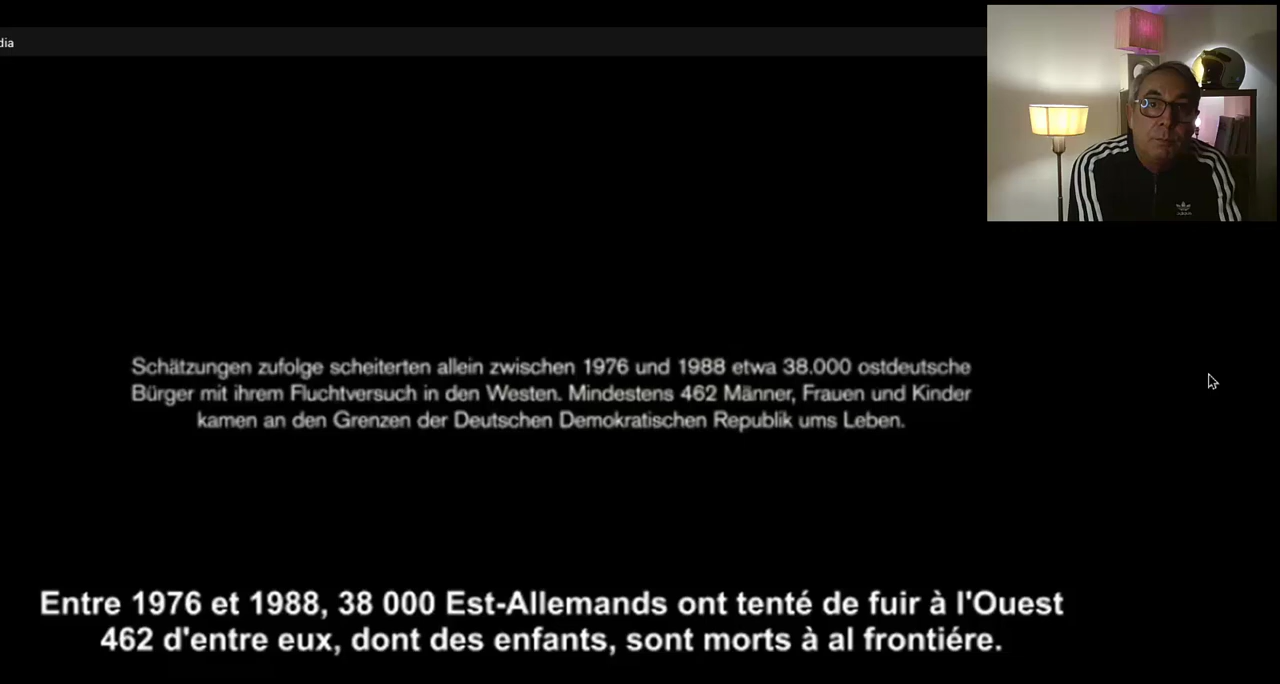 dia
Schätzungen zufolge scheiterten allein zwischen 1976 und 1988 etwa 38.000 ostdeutsche
Bürger mit ihrem Fluchtversuch in den Westen. Mindestens 462 Männer, Frauen und Kinder
kamen an den Grenzen der Deutschen Demokratischen Republik ums Leben.
Entre 1976 et 1988, 38 000 Est-Allemands ont tenté de fuir à l'Ouest
462 d'entre eux, dont des enfants, sont morts à al frontiére.